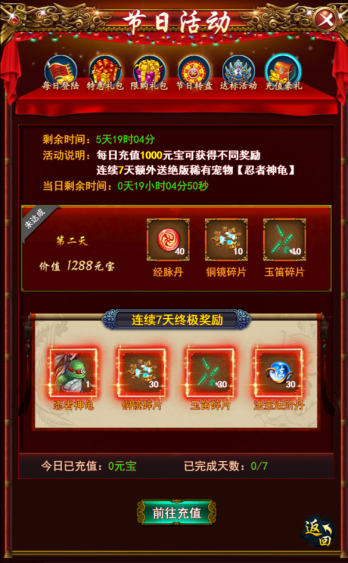 节日活动
每日登陆
特惠礼包
限购礼包
节日转盘
达标活动
充值豪礼
剩余时间：5天19时04分
活动说明：每日充值1000元宝可获得不同奖励
连续7天额外送绝版稀有宠物【忍者神龟】
当日剩余时间：0天19小时04分50秒
未达成
第二天
价值 1288元宝
40
10
40
经脉丹
铜镜碎片
玉笛碎片
连续7天终极奖励
1
30
30
30
忍者神龟
铜镜碎片
玉笛碎片
今日已充值：0元宝
已完成天数：0/7
前往充值
返回